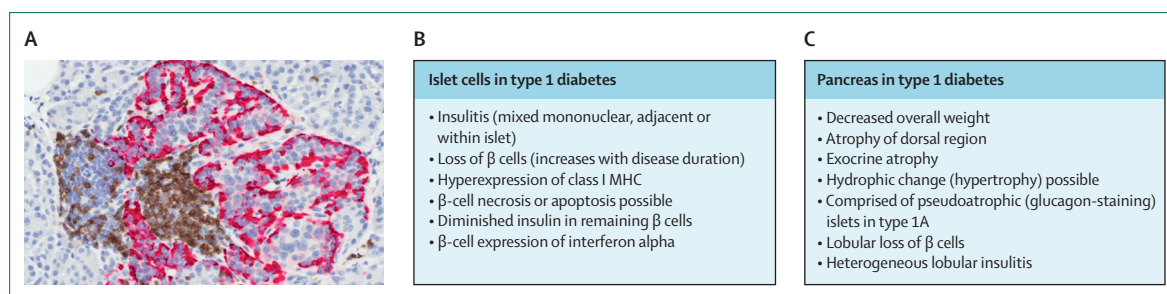 A
B
C
Islet cells in type 1 diabetes
• Insulitis (mixed mononuclear, adjacent or
within islet)
• Loss of β cells (increases with disease duration)
• Hyperexpression of class I MHC
• β-cell necrosis or apoptosis possible
• Diminished insulin in remaining β cells
• β-cell expression of interferon alpha
Pancreas in type 1 diabetes
• Decreased overall weight
• Atrophy of dorsal region
• Exocrine atrophy
• Hydrophic change (hypertrophy) possible
• Comprised of pseudoatrophic (glucagon-staining)
islets in type 1A
• Lobular loss of β cells
• Heterogeneous lobular insulitis